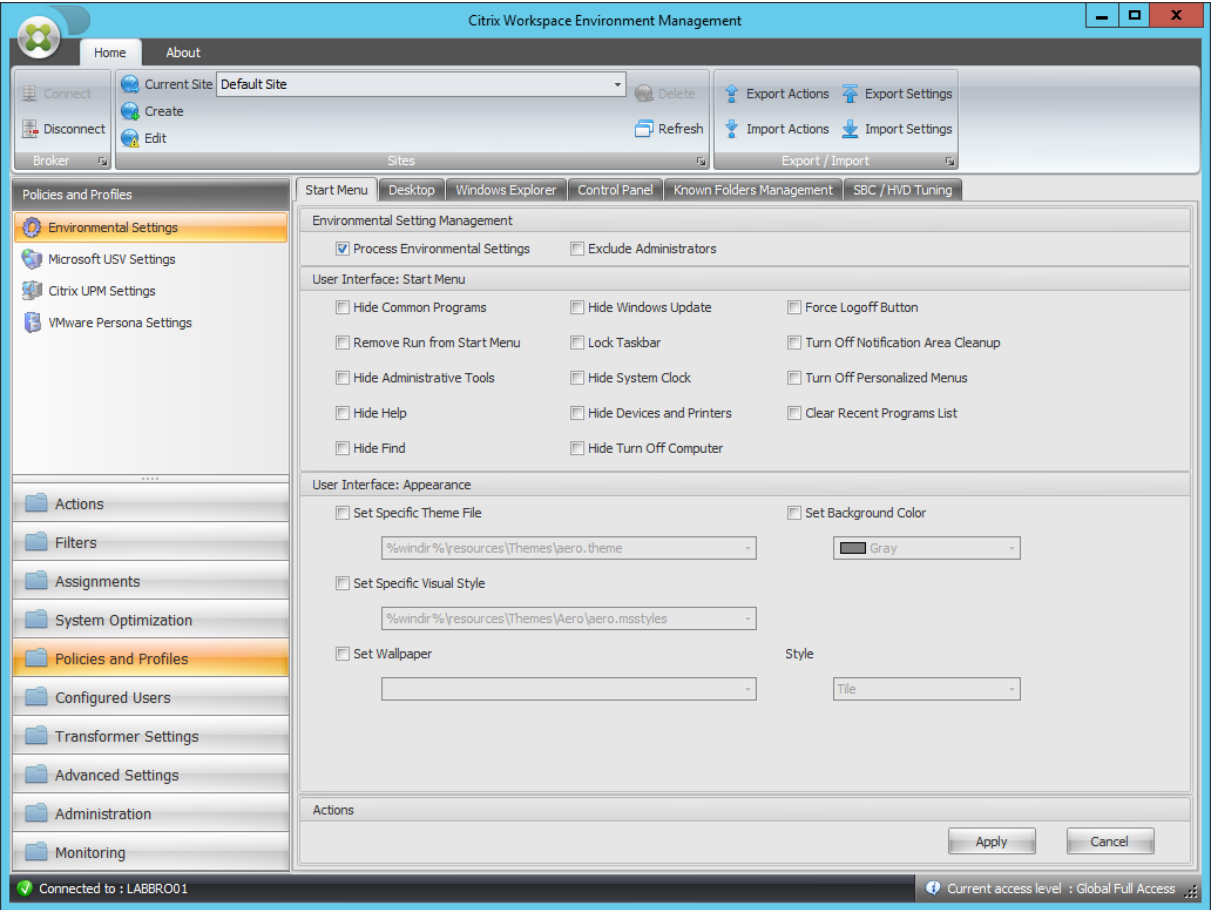 Citrix Workspace Environment Management
Home About
Connect
Disconnect
Broker
Current Site Default Site
Create
Edit
Delete
Refresh
Sites
Export Actions Export Settings
Import Actions Import Settings
Export / Import
Policies and Profiles
Environmental Settings
Microsoft USV Settings
Citrix UPM Settings
VMware Persona Settings
Actions
Filters
Assignments
System Optimization
Policies and Profiles
Configured Users
Transformer Settings
Advanced Settings
Administration
Monitoring
Start Menu Desktop Windows Explorer Control Panel Known Folders Management SBC / HVD Tuning
Environmental Setting Management
Process Environmental Settings Exclude Administrators
User Interface: Start Menu
Hide Common Programs Hide Windows Update Force Logoff Button
Remove Run from Start Menu Lock Taskbar Turn Off Notification Area Cleanup
Hide Administrative Tools Hide System Clock Turn Off Personalized Menus
Hide Help Hide Devices and Printers Clear Recent Programs List
Hide Find Hide Turn Off Computer
User Interface: Appearance
Set Specific Theme File Set Background Color
%windir%\resources\Themes\aero.theme Gray
Set Specific Visual Style
%windir%\resources\Themes\Aero\aero.msstyles
Set Wallpaper Style
Tile
Actions
Apply Cancel
Connected to : LABBRO01 Current access level : Global Full Access